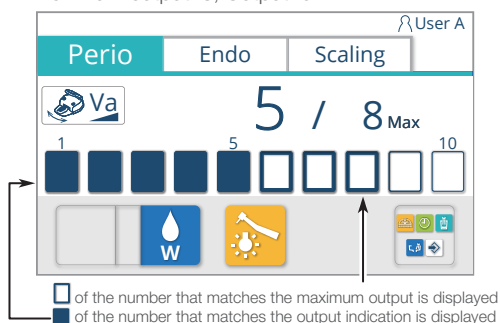 User A
Perio Endo Scaling
Va 5 / 8 Max
1 5 10
W
of the number that matches the maximum output is displayed
of the number that matches the output indication is displayed